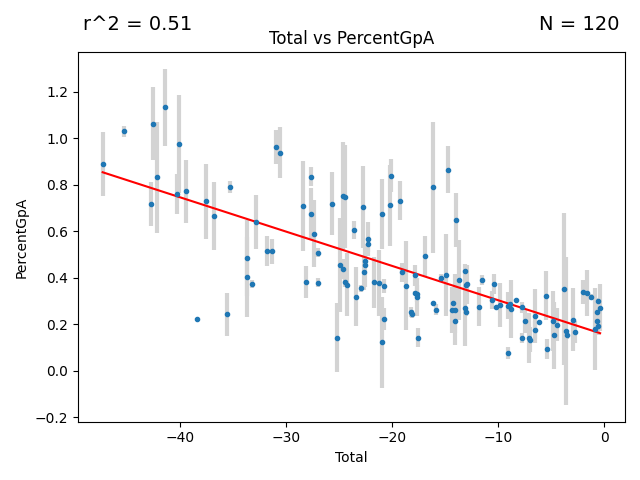 r^2 = 0.51 N = 120
Total vs PercentGpA
1.2
1.0
0.8
0.6
0.4
0.2
0.0
−0.2
PercentGpA
−40 −30 −20 −10 0
Total